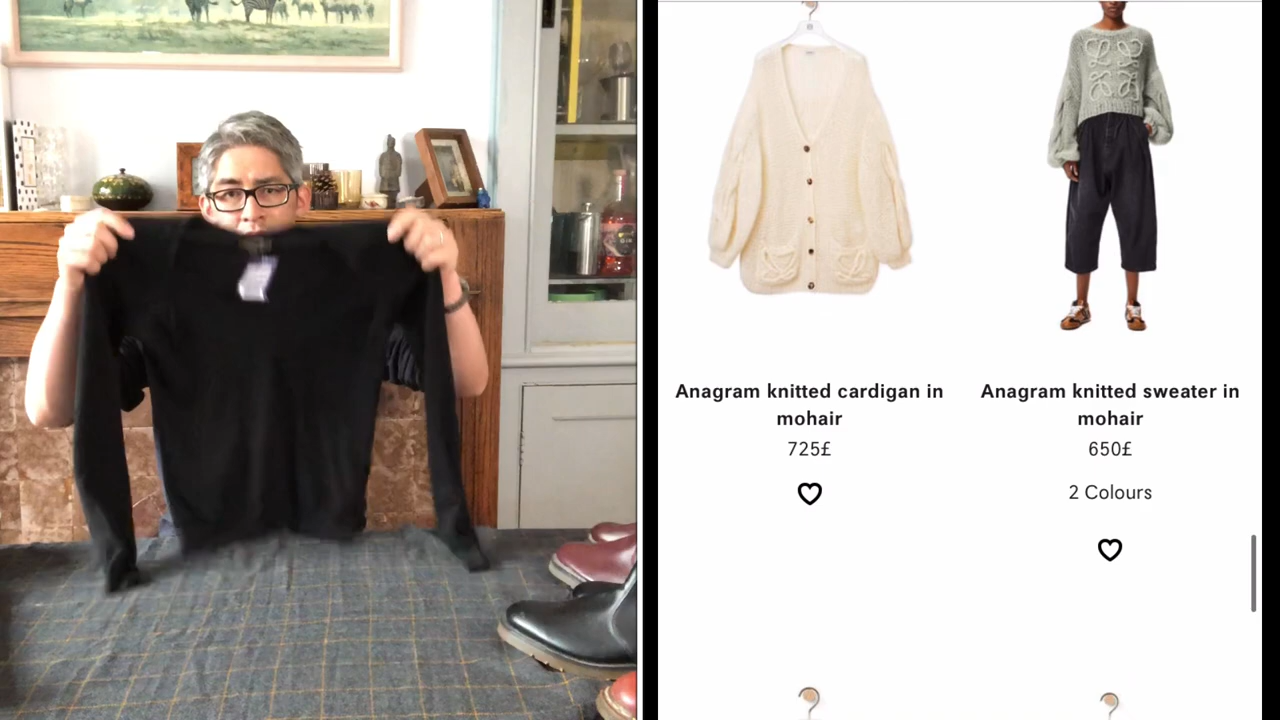 Anagram knitted cardigan in
mohair
725£
Anagram knitted sweater in
mohair
650£
2 Colours